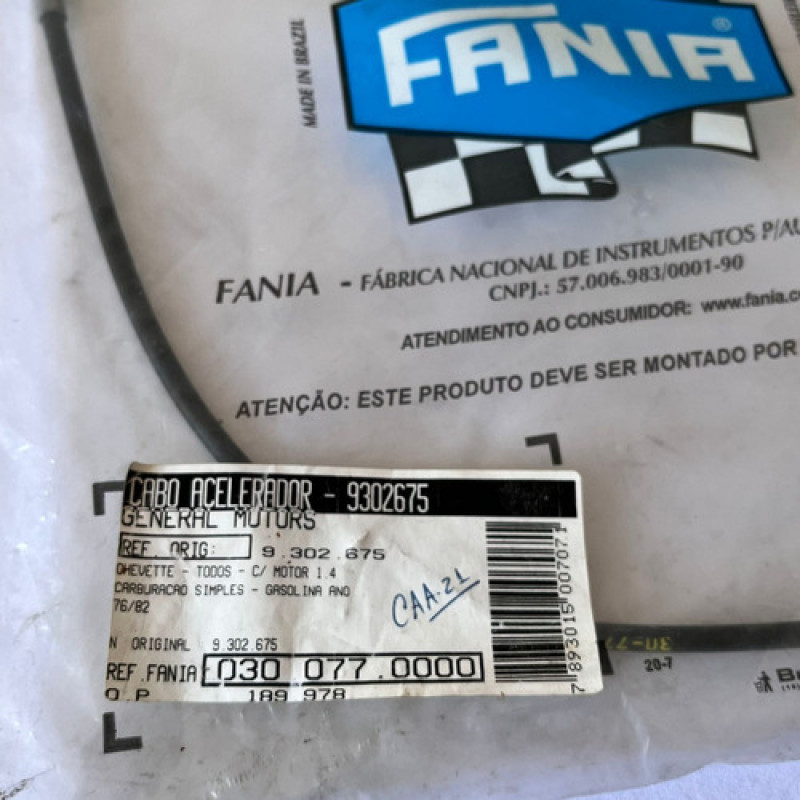 MADE IN BRAZIL
FANIA®
FANIA - FÁBRICA NACIONAL DE INSTRUMENTOS P/AU
CNPJ.: 57.006.983/0001-90
ATENDIMENTO AO CONSUMIDOR: www.fania.c
ATENÇÃO: ESTE PRODUTO DEVE SER MONTADO POR
CABO ACELERADOR - 9302675
GENERAL MOTORS
REF. ORIG: 9.302.675
CHEVETTE - TODOS - C/ MOTOR 1.4
CARBURACAO SIMPLES - GASOLINA ANO
76/82
CAA-21
N ORIGINAL 9.302.675
REF.FANIA 030 077.0000
O.P 189 978
7 893015 007071
20-7